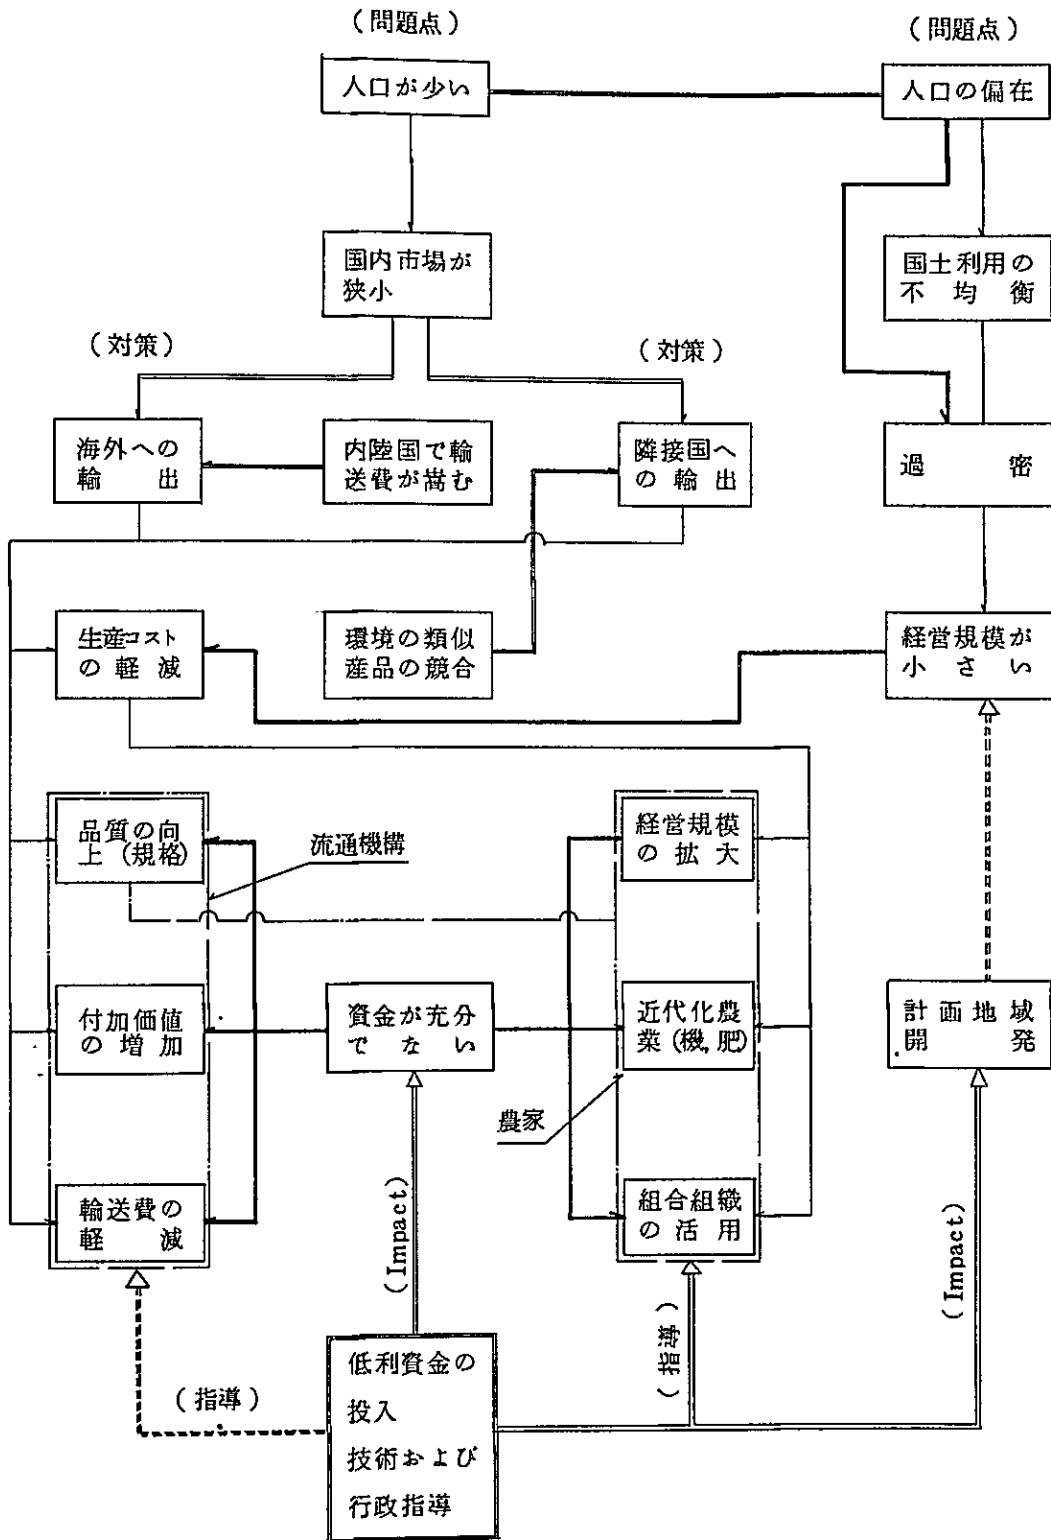 （問題点）
（問題点）
人口が少い
人口の偏在
国内市場が
狭小
国土利用の
不均衡
（対策）
（対策）
海外への
輸出
内陸国で輸
送費が嵩む
隣接国へ
の輸出
過密
生産コスト
の軽減
環境の類似
産品の競合
経営規模が
小さい
品質の向
上（規格）
流通機構
経営規模
の拡大
付加価値
の増加
資金が充分
でない
近代化農
業（機，肥）
計画地域
開発
農家
輸送費の
軽減
組合組織
の活用
（Impact）
（指導）
（Impact）
（指導）
低利資金の
投入
技術および
行政指導